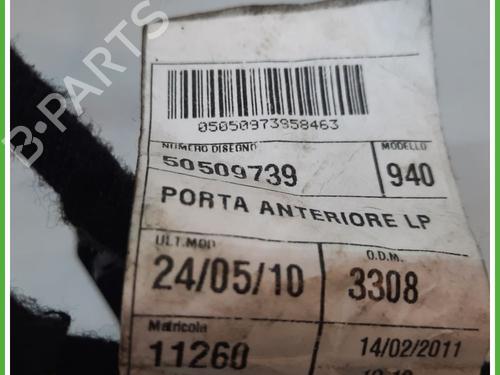 B-PARTS
05050973958463
NUMERO DISEGNO MODELLO
50509739 940
PORTA ANTERIORE LP
ULT.MOD O.D.M.
24/05/10 3308
Matricola
11260 14/02/2011